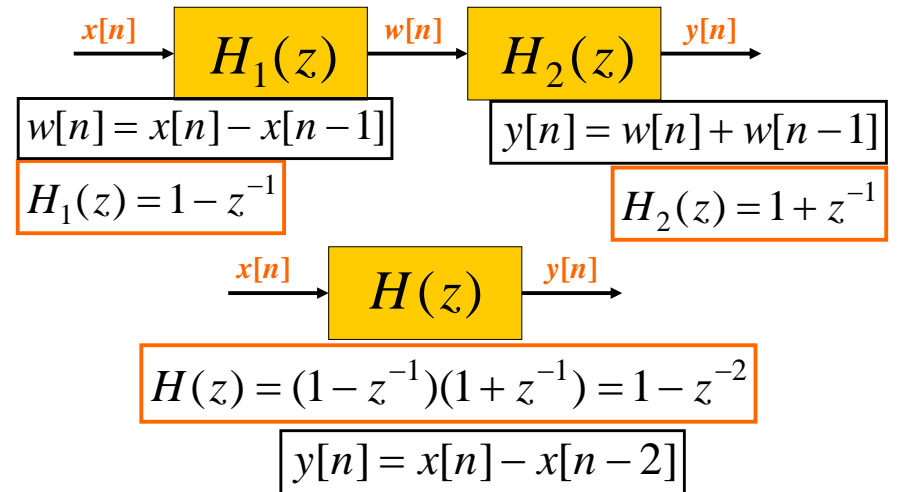 x[n] w[n] y[n]
H₁(z) H₂(z)
w[n] = x[n] − x[n − 1] y[n] = w[n] + w[n − 1]
H₁(z) = 1 − z⁻¹ H₂(z) = 1 + z⁻¹
x[n] y[n]
H(z)
H(z) = (1 − z⁻¹)(1 + z⁻¹) = 1 − z⁻²
y[n] = x[n] − x[n − 2]